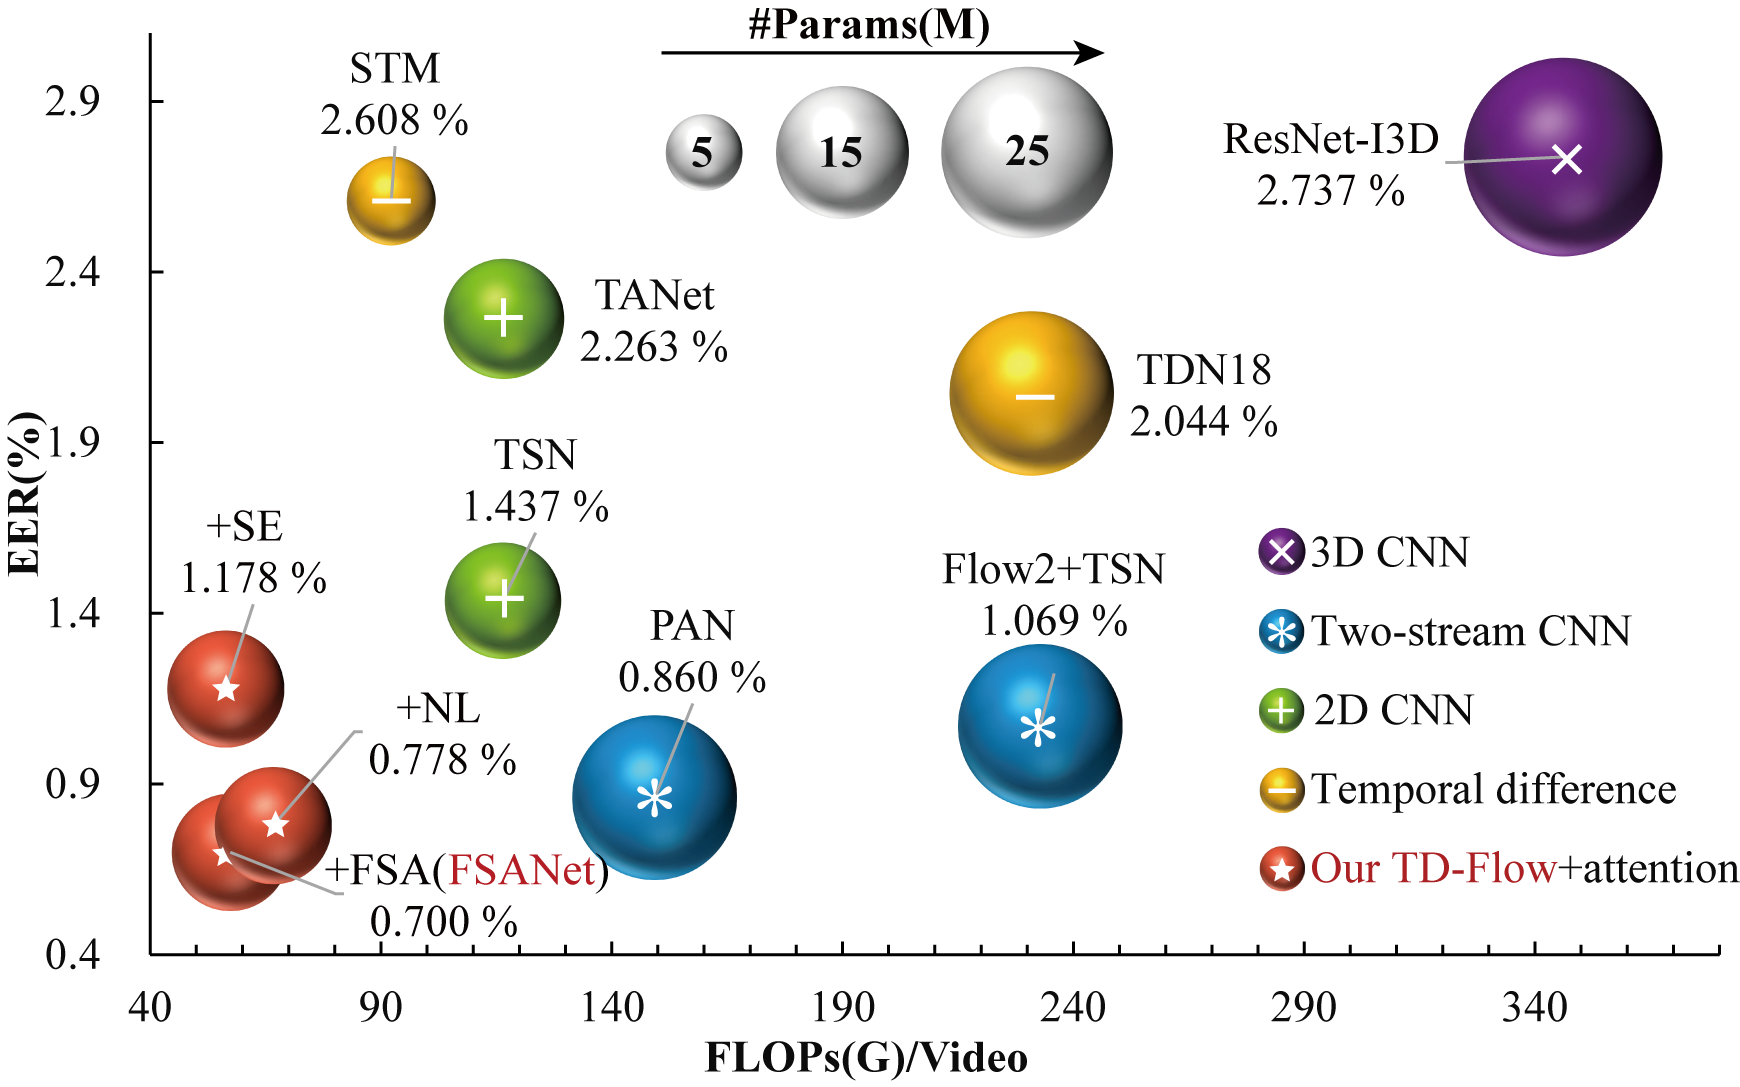 #Params(M)
5
15
25
STM
2.608 %
ResNet-I3D
2.737 %
TANet
2.263 %
TDN18
2.044 %
TSN
1.437 %
+SE
1.178 %
Flow2+TSN
1.069 %
PAN
0.860 %
+NL
0.778 %
+FSA(FSANet)
0.700 %
3D CNN
Two-stream CNN
2D CNN
Temporal difference
Our TD-Flow+attention
EER(%)
2.9
2.4
1.9
1.4
0.9
0.4
40
90
140
190
240
290
340
FLOPs(G)/Video